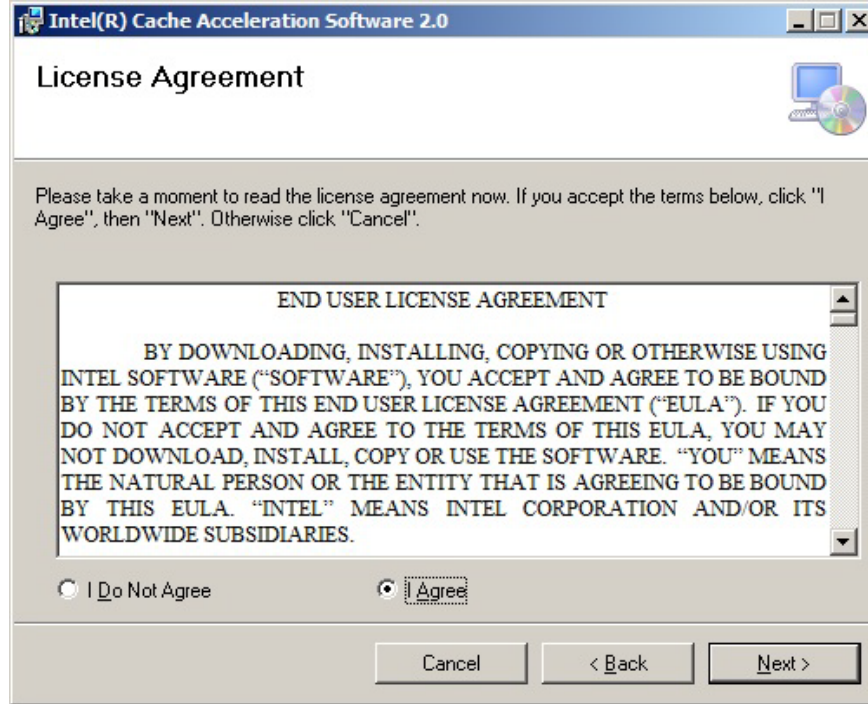 Intel(R) Cache Acceleration Software 2.0
License Agreement
Please take a moment to read the license agreement now. If you accept the terms below, click "I
Agree", then "Next". Otherwise click "Cancel".
END USER LICENSE AGREEMENT
BY DOWNLOADING, INSTALLING, COPYING OR OTHERWISE USING
INTEL SOFTWARE (“SOFTWARE”), YOU ACCEPT AND AGREE TO BE BOUND
BY THE TERMS OF THIS END USER LICENSE AGREEMENT (“EULA”). IF YOU
DO NOT ACCEPT AND AGREE TO THE TERMS OF THIS EULA, YOU MAY
NOT DOWNLOAD, INSTALL, COPY OR USE THE SOFTWARE. “YOU” MEANS
THE NATURAL PERSON OR THE ENTITY THAT IS AGREEING TO BE BOUND
BY THIS EULA. “INTEL” MEANS INTEL CORPORATION AND/OR ITS
WORLDWIDE SUBSIDIARIES.
I Do Not Agree I Agree
Cancel < Back Next >